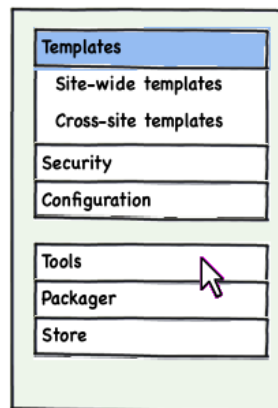 Templates
Site-wide templates
Cross-site templates
Security
Configuration
Tools
Packager
Store